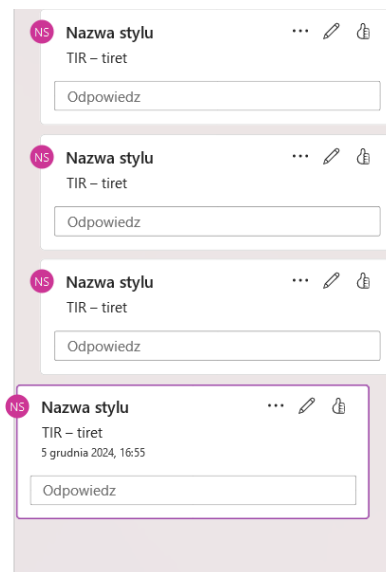 NS Nazwa stylu
TIR – tiret
Odpowiedz
NS Nazwa stylu
TIR – tiret
Odpowiedz
NS Nazwa stylu
TIR – tiret
Odpowiedz
NS Nazwa stylu
TIR – tiret
5 grudnia 2024, 16:55
Odpowiedz